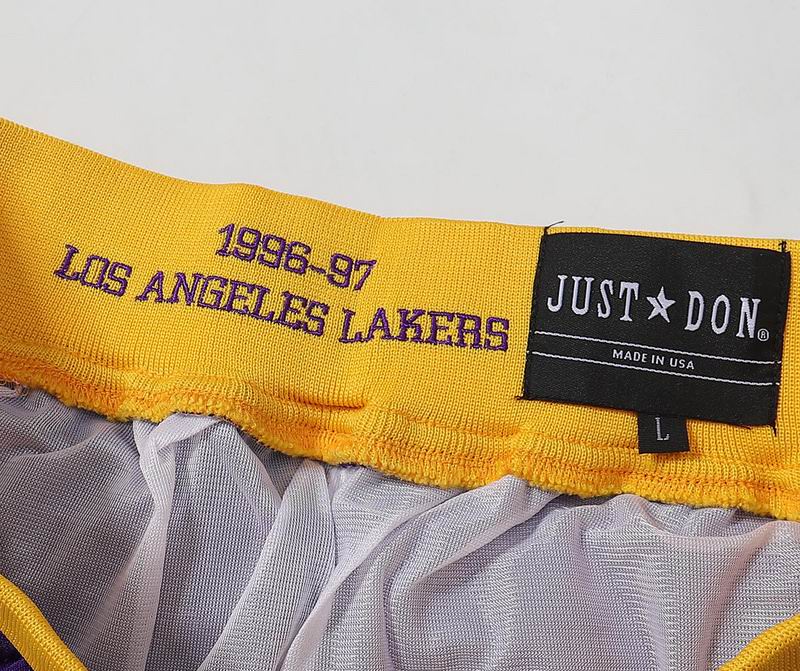 1996-97
LOS ANGELES LAKERS
JUST★DON®
MADE IN USA
L